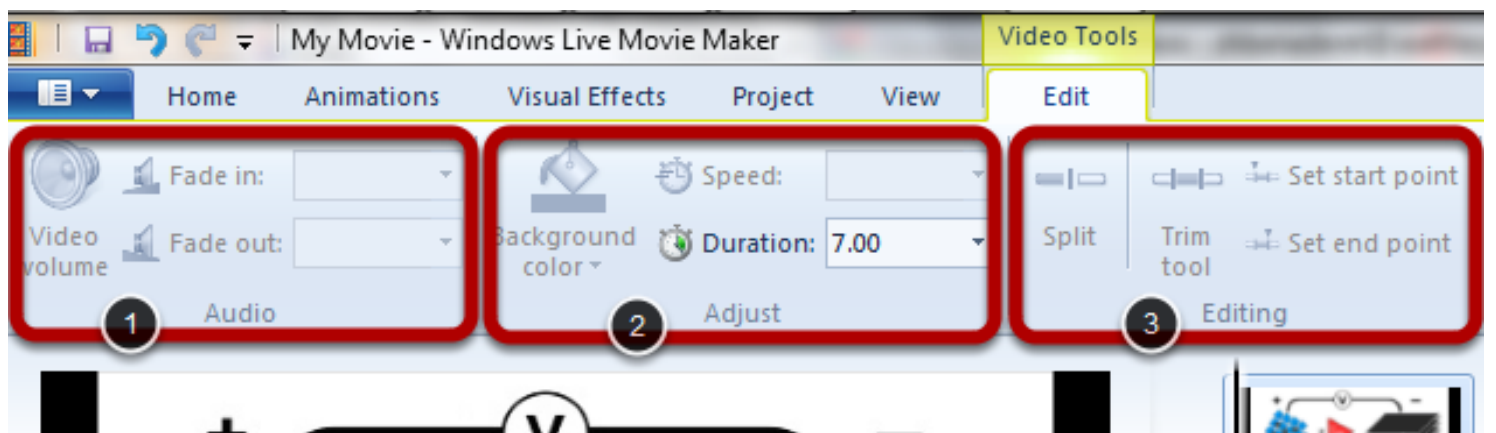 My Movie - Windows Live Movie Maker
Video Tools
Home Animations Visual Effects Project View Edit
Video volume
Fade in:
Fade out:
Audio
1
Background color
Speed:
Duration: 7.00
Adjust
2
Split
Trim tool
Set start point
Set end point
Editing
3
+ V -
+ V -